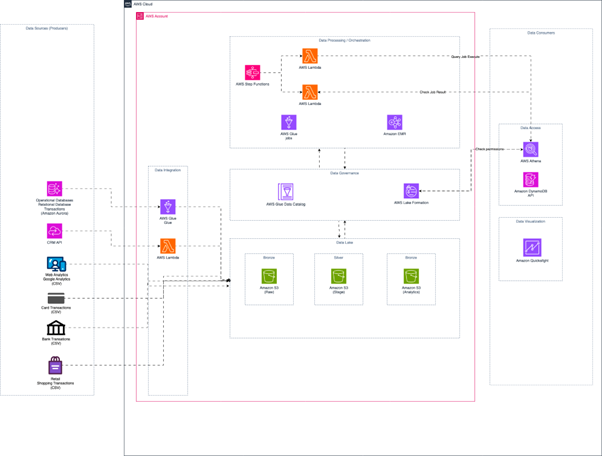 AWS Cloud
AWS Account
Data Sources (Producers)
Operational Databases
Relational Database
Transactions
(Amazon Aurora)
CRM API
Web Analytics
Google Analytics
(CSV)
Card Transactions
(CSV)
Bank Transations
(CSV)
Retail
Shopping Transactions
(CSV)
Data Integration
AWS Glue
Glue
AWS Lambda
Data Processing / Orchestration
AWS Step Functions
AWS Lambda
AWS Lambda
AWS Glue
jobs
Amazon EMR
Data Governance
AWS Glue Data Catalog
AWS Lake Formation
Data Lake
Bronze
Amazon S3
(Raw)
Silver
Amazon S3
(Stage)
Bronze
Amazon S3
(Analytics)
Query Job Execute
Check Job Result
Check permissions
Data Consumers
Data Access
AWS Athena
Amazon DynamoDB
API
Data Visualization
Amazon Quicksight